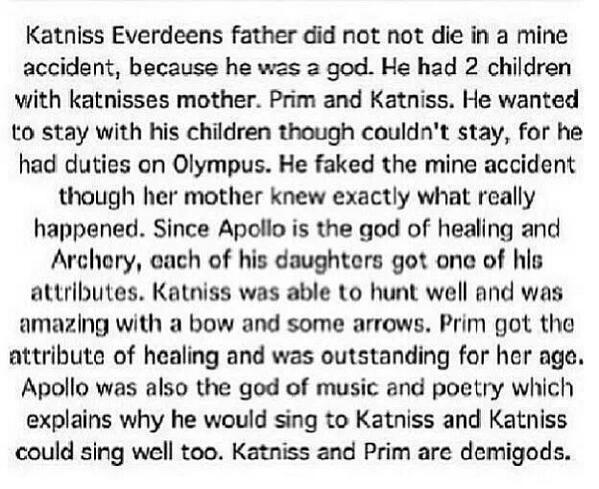 Katniss Everdeens father did not not die in a mine
accident, because he was a god. He had 2 children
with katnisses mother. Prim and Katniss. He wanted
to stay with his children though couldn't stay, for he
had duties on Olympus. He faked the mine accident
though her mother knew exactly what really
happened. Since Apollo is the god of healing and
Archery, each of his daughters got one of his
attributes. Katniss was able to hunt well and was
amazing with a bow and some arrows. Prim got the
attribute of healing and was outstanding for her age.
Apollo was also the god of music and poetry which
explains why he would sing to Katniss and Katniss
could sing well too. Katniss and Prim are demigods.